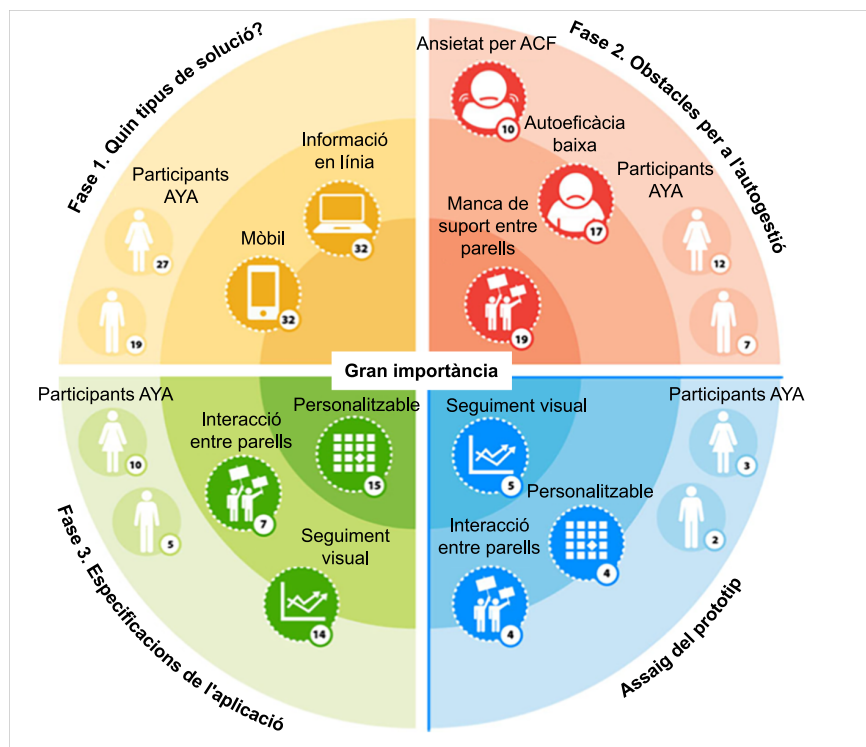 Fase 1. Quin tipus de solució?
Participants
AYA
27
19
Informació
en línia
32
Mòbil
32
Fase 2. Obstacles per a l'autogestió
Ansietat per ACF
10
Autoeficàcia
baixa
17
Participants
AYA
12
7
Manca de
suport entre
parells
19
Gran importància
Participants AYA
10
5
Personalitzable
15
Interacció
entre parells
7
Seguiment
visual
14
Fase 3. Especificacions de l'aplicació
Seguiment visual
5
Participants AYA
3
2
Personalitzable
4
Interacció
entre parells
4
Assaig del prototip